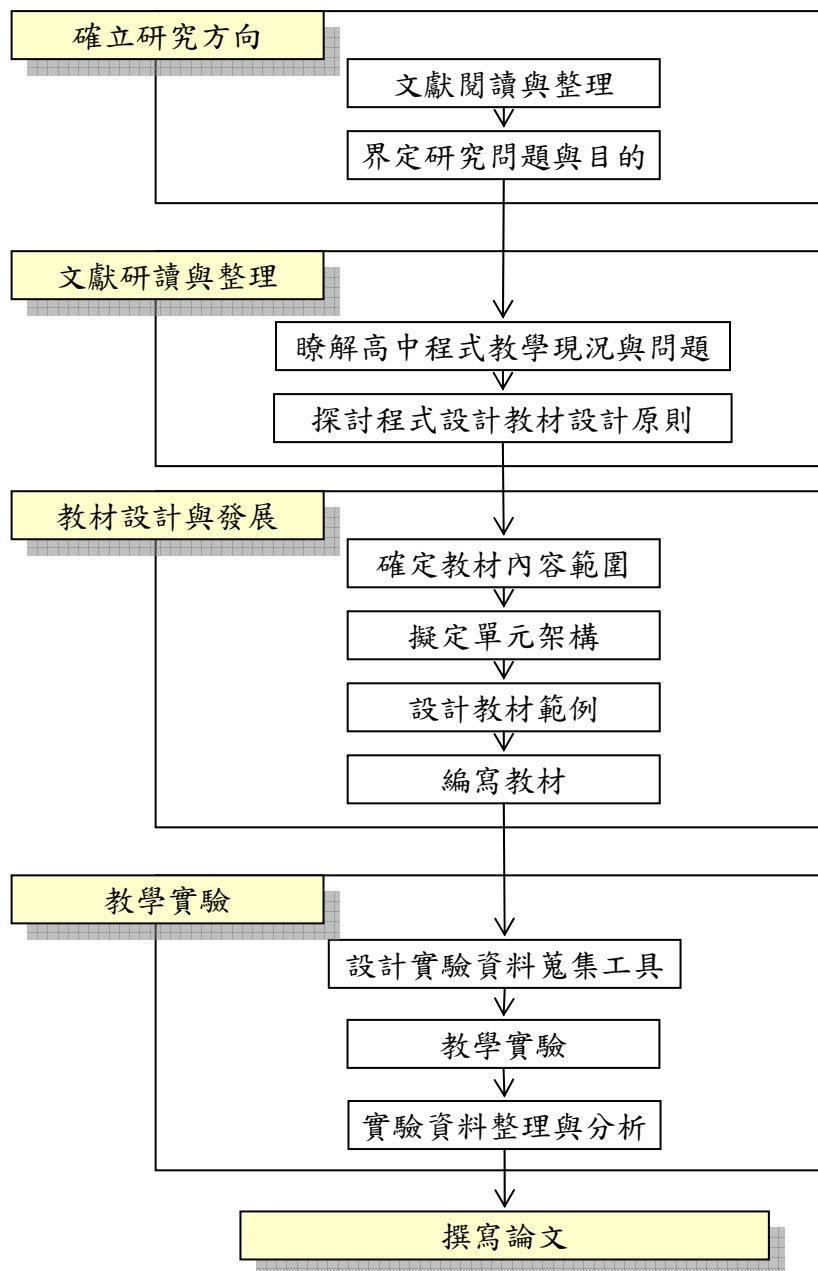 確立研究方向
文獻閱讀與整理
界定研究問題與目的
文獻研讀與整理
瞭解高中程式教學現況與問題
探討程式設計教材設計原則
教材設計與發展
確定教材內容範圍
擬定單元架構
設計教材範例
編寫教材
教學實驗
設計實驗資料蒐集工具
教學實驗
實驗資料整理與分析
撰寫論文